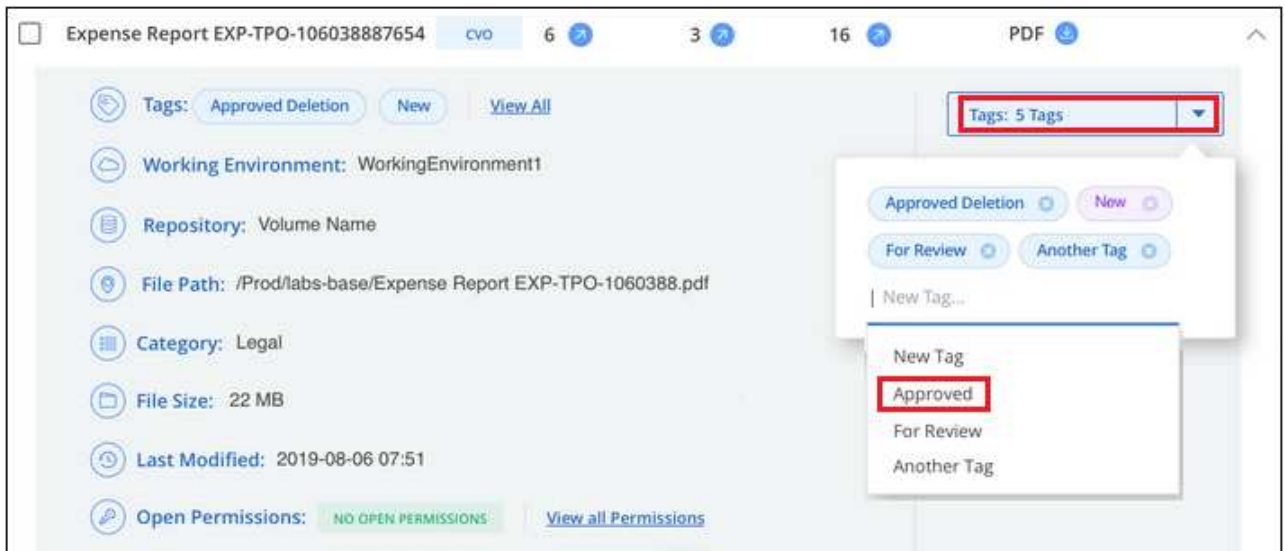 Expense Report EXP-TPO-106038887654 CVO 6 3 16 PDF
Tags: Approved Deletion New View All
Tags: 5 Tags
Working Environment: WorkingEnvironment1
Repository: Volume Name
File Path: /Prod/labs-base/Expense Report EXP-TPO-1060388.pdf
Category: Legal
File Size: 22 MB
Last Modified: 2019-08-06 07:51
Open Permissions: NO OPEN PERMISSIONS View all Permissions
Approved Deletion New
For Review Another Tag
New Tag...
New Tag
Approved
For Review
Another Tag